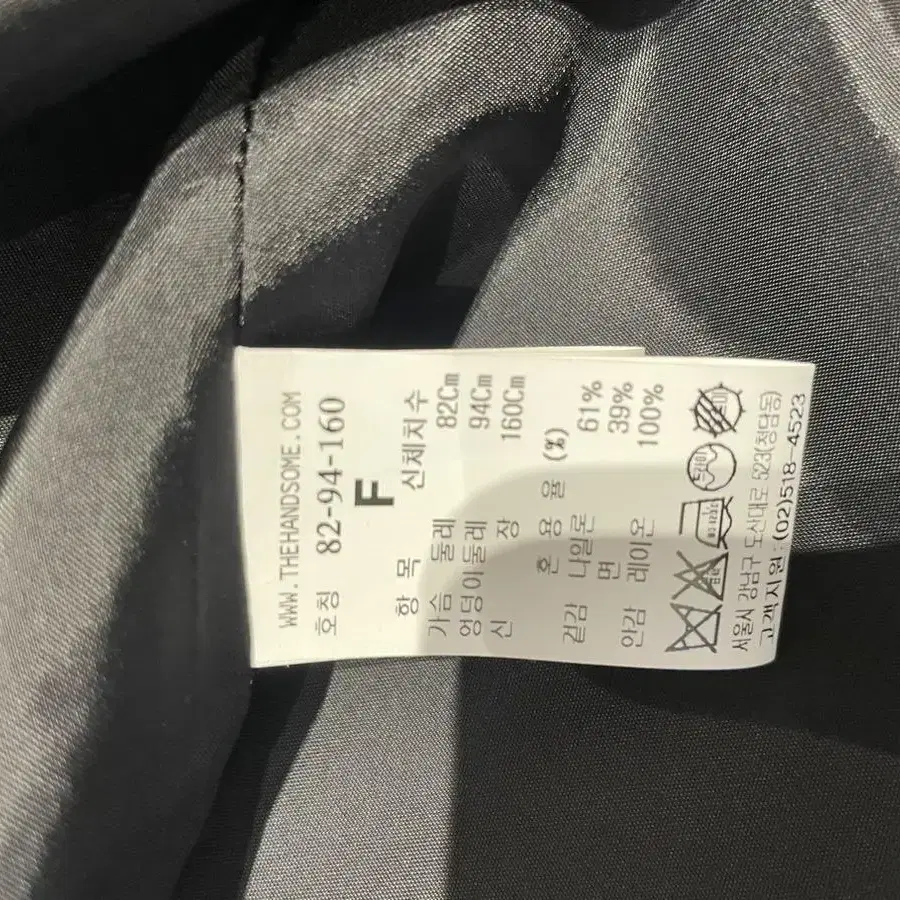 WWW.THEHANDSOME.COM
호칭 82-94-160
F
항 목 신체치수
가슴 둘레 82Cm
엉덩이둘레 94Cm
신 장 160Cm
혼 용 율 (%)
겉감 나일론 61%
면 39%
안감 레이온 100%
드라이
서울시 강남구 도산대로 523(청담동)
고객지원:(02)518-4523